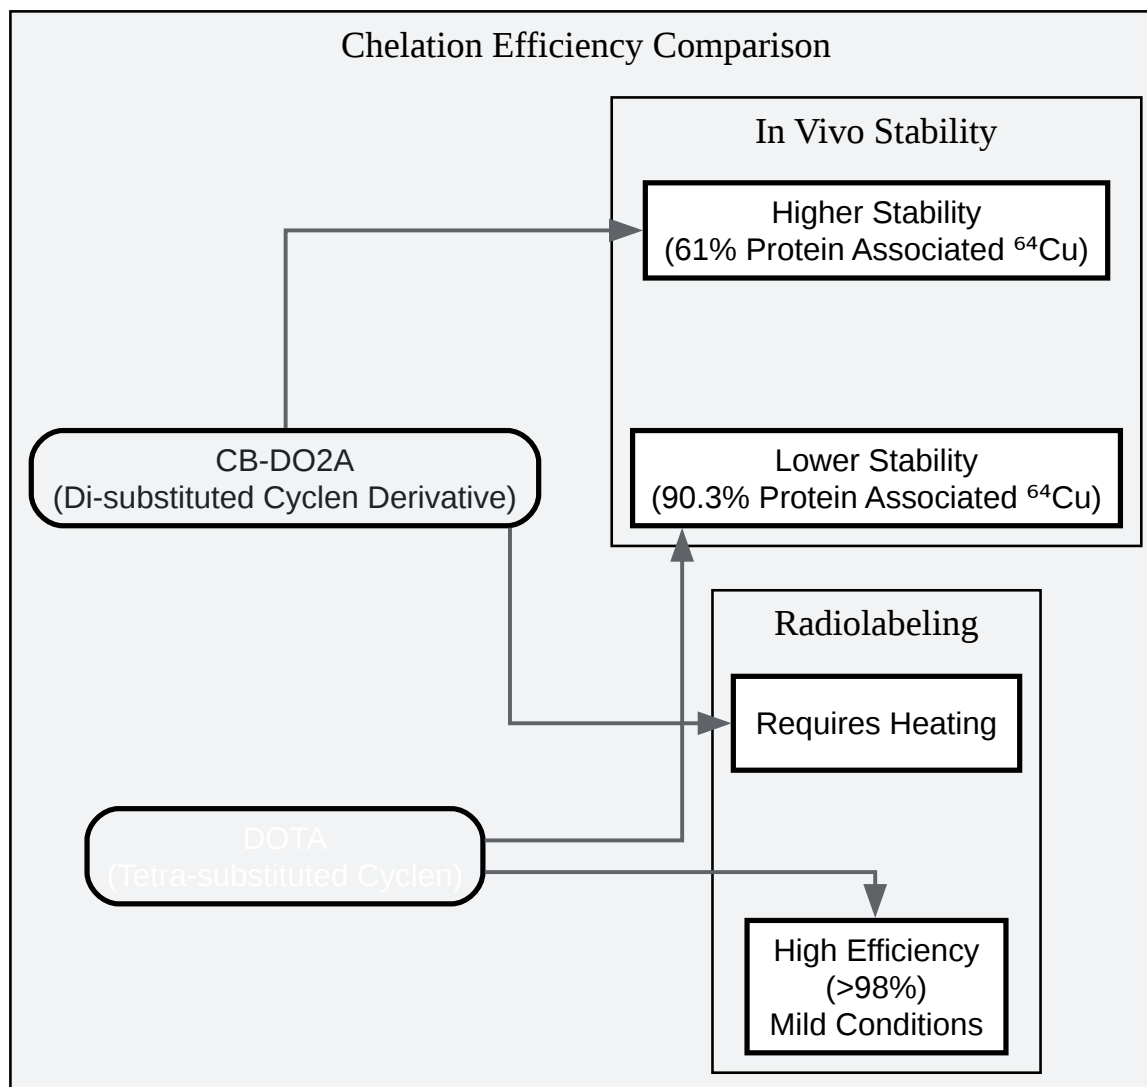 Chelation Efficiency Comparison
In Vivo Stability
Higher Stability
(61% Protein Associated ⁶⁴Cu)
CB-DO2A
(Di-substituted Cyclen Derivative)
Lower Stability
(90.3% Protein Associated ⁶⁴Cu)
Radiolabeling
Requires Heating
DOTA
(Tetra-substituted Cyclen)
High Efficiency
(>98%)
Mild Conditions